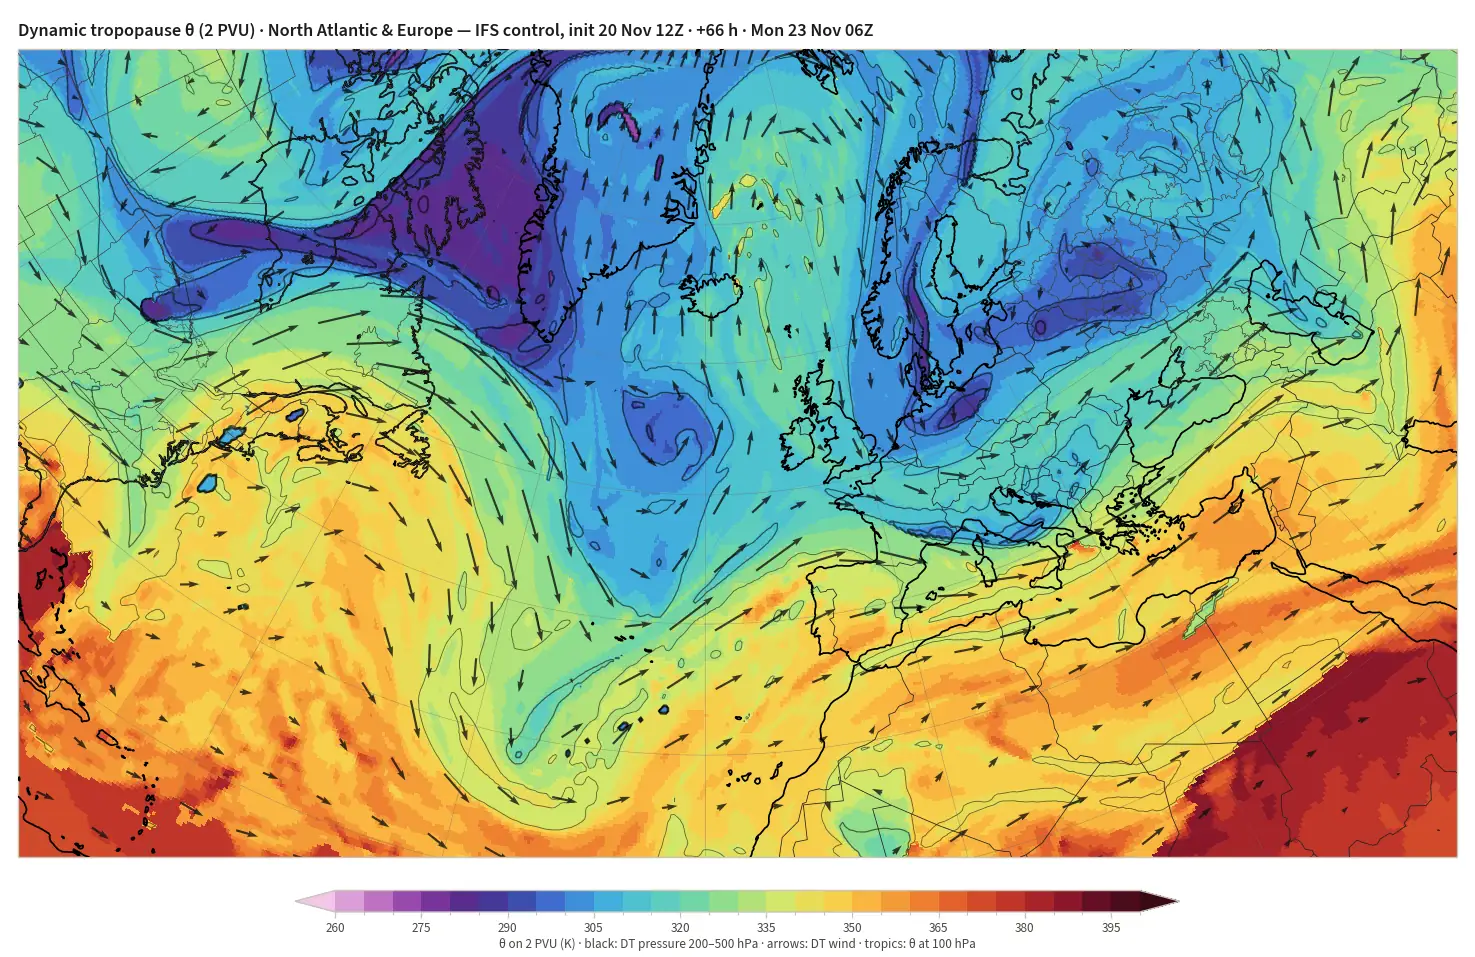 Dynamic tropopause θ (2 PVU) · North Atlantic & Europe — IFS control, init 20 Nov 12Z · +66 h · Mon 23 Nov 06Z
260 275 290 305 320 335 350 365 380 395
θ on 2 PVU (K) · black: DT pressure 200–500 hPa · arrows: DT wind · tropics: θ at 100 hPa